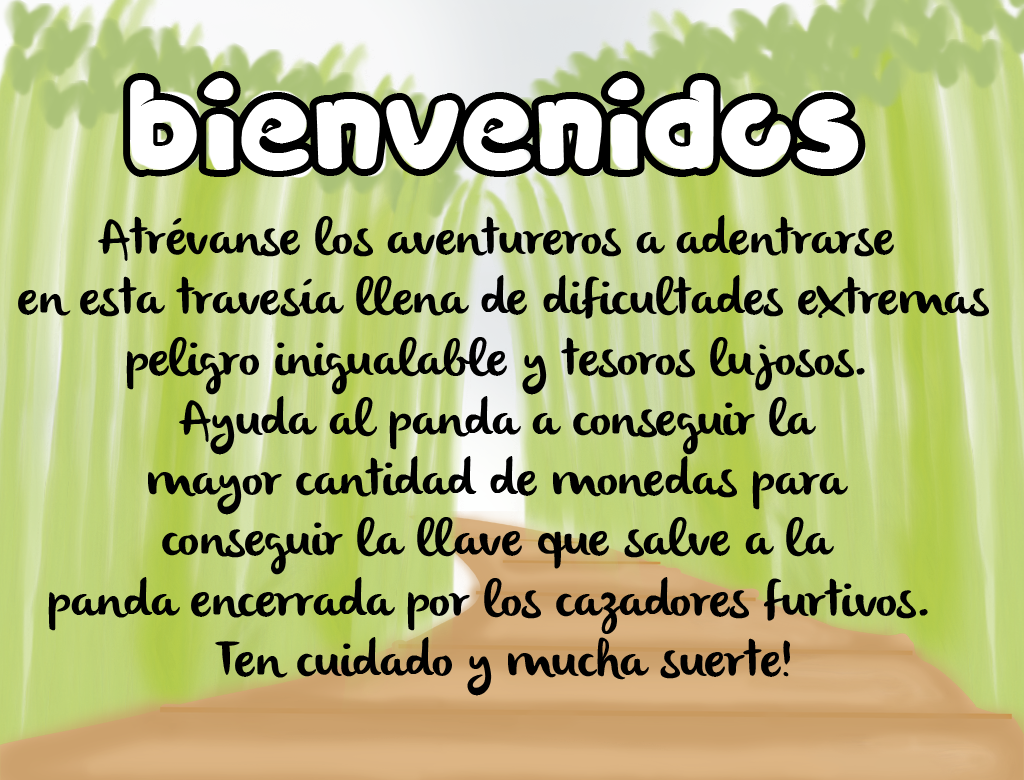 bienvenidos
Atrévanse los aventureros a adentrarse
en esta travesía llena de dificultades extremas
peligro inigualable y tesoros lujosos.
Ayuda al panda a conseguir la
mayor cantidad de monedas para
conseguir la llave que salve a la
panda encerrada por los cazadores furtivos.
Ten cuidado y mucha suerte!